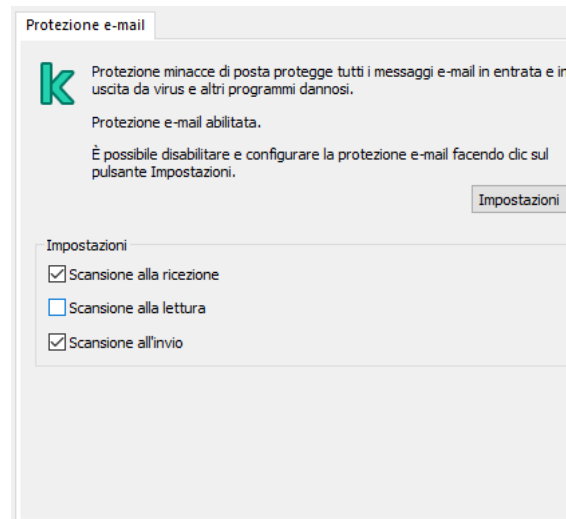 Protezione e-mail
Protezione minacce di posta protegge tutti i messaggi e-mail in entrata e in
uscita da virus e altri programmi dannosi.
Protezione e-mail abilitata.
È possibile disabilitare e configurare la protezione e-mail facendo clic sul
pulsante Impostazioni.
Impostazioni
Impostazioni
Scansione alla ricezione
Scansione alla lettura
Scansione all'invio